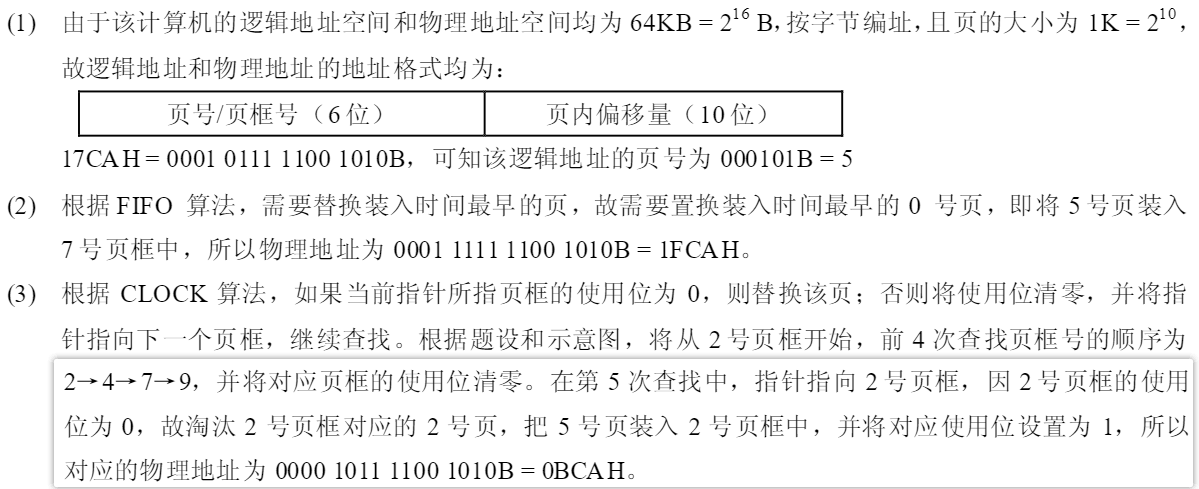 (1) 由于该计算机的逻辑地址空间和物理地址空间均为 64KB = 2¹⁶ B, 按字节编址, 且页的大小为 1K = 2¹⁰,
故逻辑地址和物理地址的地址格式均为:
页号/页框号（6 位） 页内偏移量（10 位）
17CAH = 0001 0111 1100 1010B，可知该逻辑地址的页号为 000101B = 5
(2) 根据 FIFO 算法，需要替换装入时间最早的页，故需要置换装入时间最早的 0 号页，即将 5 号页装入
7 号页框中，所以物理地址为 0001 1111 1100 1010B = 1FCAH。
(3) 根据 CLOCK 算法，如果当前指针所指页框的使用位为 0，则替换该页；否则将使用位清零，并将指
针指向下一个页框，继续查找。根据题设和示意图，将从 2 号页框开始，前 4 次查找页框号的顺序为
2→4→7→9，并将对应页框的使用位清零。在第 5 次查找中，指针指向 2 号页框，因 2 号页框的使用
位为 0，故淘汰 2 号页框对应的 2 号页，把 5 号页装入 2 号页框中，并将对应使用位设置为 1，所以
对应的物理地址为 0000 1011 1100 1010B = 0BCAH。